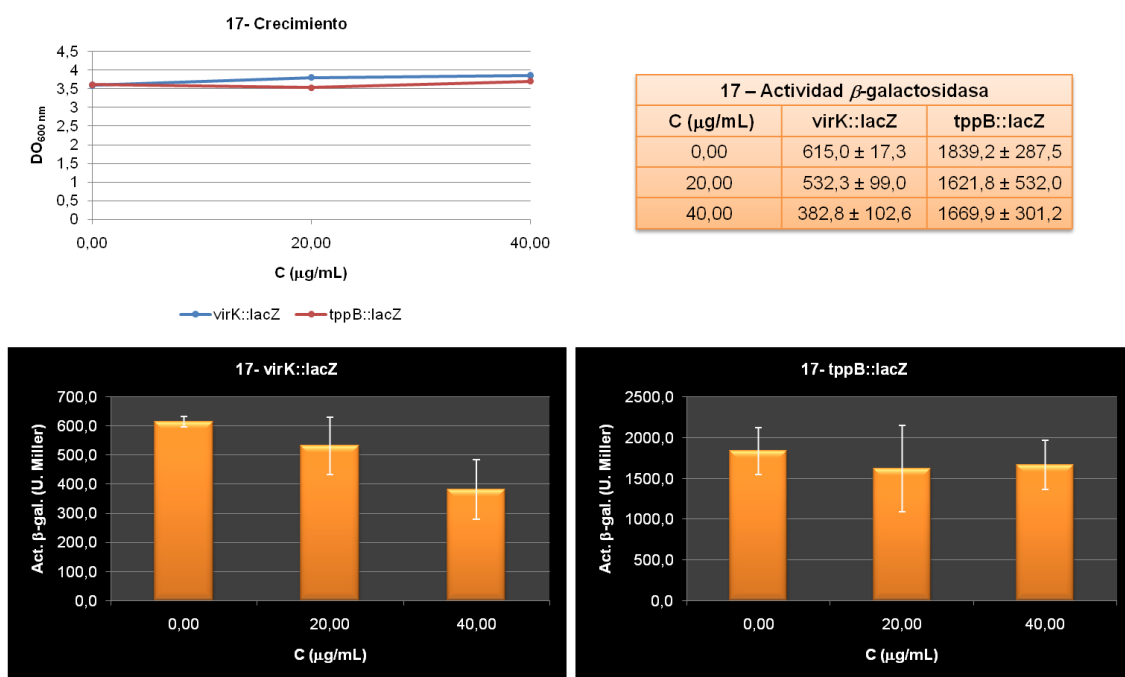 17- Crecimiento
4,5
4
3,5
3
2,5
2
1,5
1
0,5
0
DO600 nm
0,00 20,00 40,00
C (μg/mL)
virK::lacZ tppB::lacZ
17 – Actividad β-galactosidasa
C (μg/mL) virK::lacZ tppB::lacZ
0,00 615,0 ± 17,3 1839,2 ± 287,5
20,00 532,3 ± 99,0 1621,8 ± 532,0
40,00 382,8 ± 102,6 1669,9 ± 301,2
17- virK::lacZ
700,0
600,0
500,0
400,0
300,0
200,0
100,0
0,0
Act. β-gal. (U. Miller)
0,00 20,00 40,00
C (μg/mL)
17- tppB::lacZ
2500,0
2000,0
1500,0
1000,0
500,0
0,0
Act. β-gal. (U. Miller)
0,00 20,00 40,00
C (μg/mL)